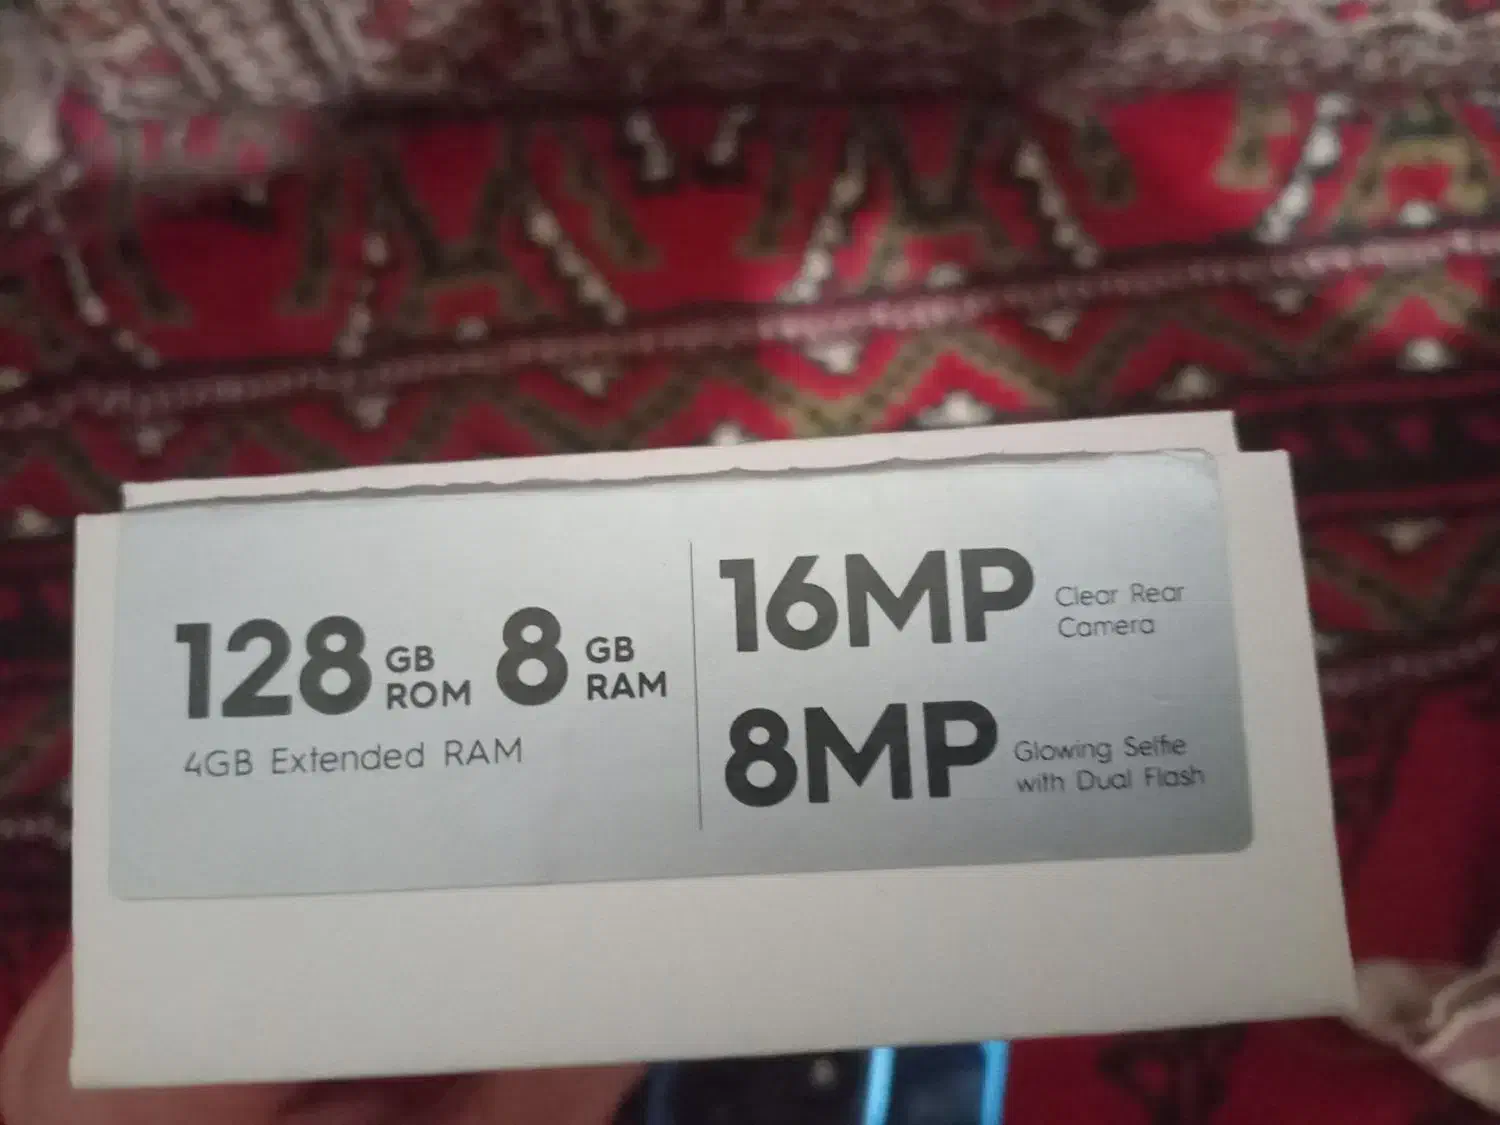 128 GB ROM 8 GB RAM
4GB Extended RAM
16MP Clear Rear Camera
8MP Glowing Selfie with Dual Flash